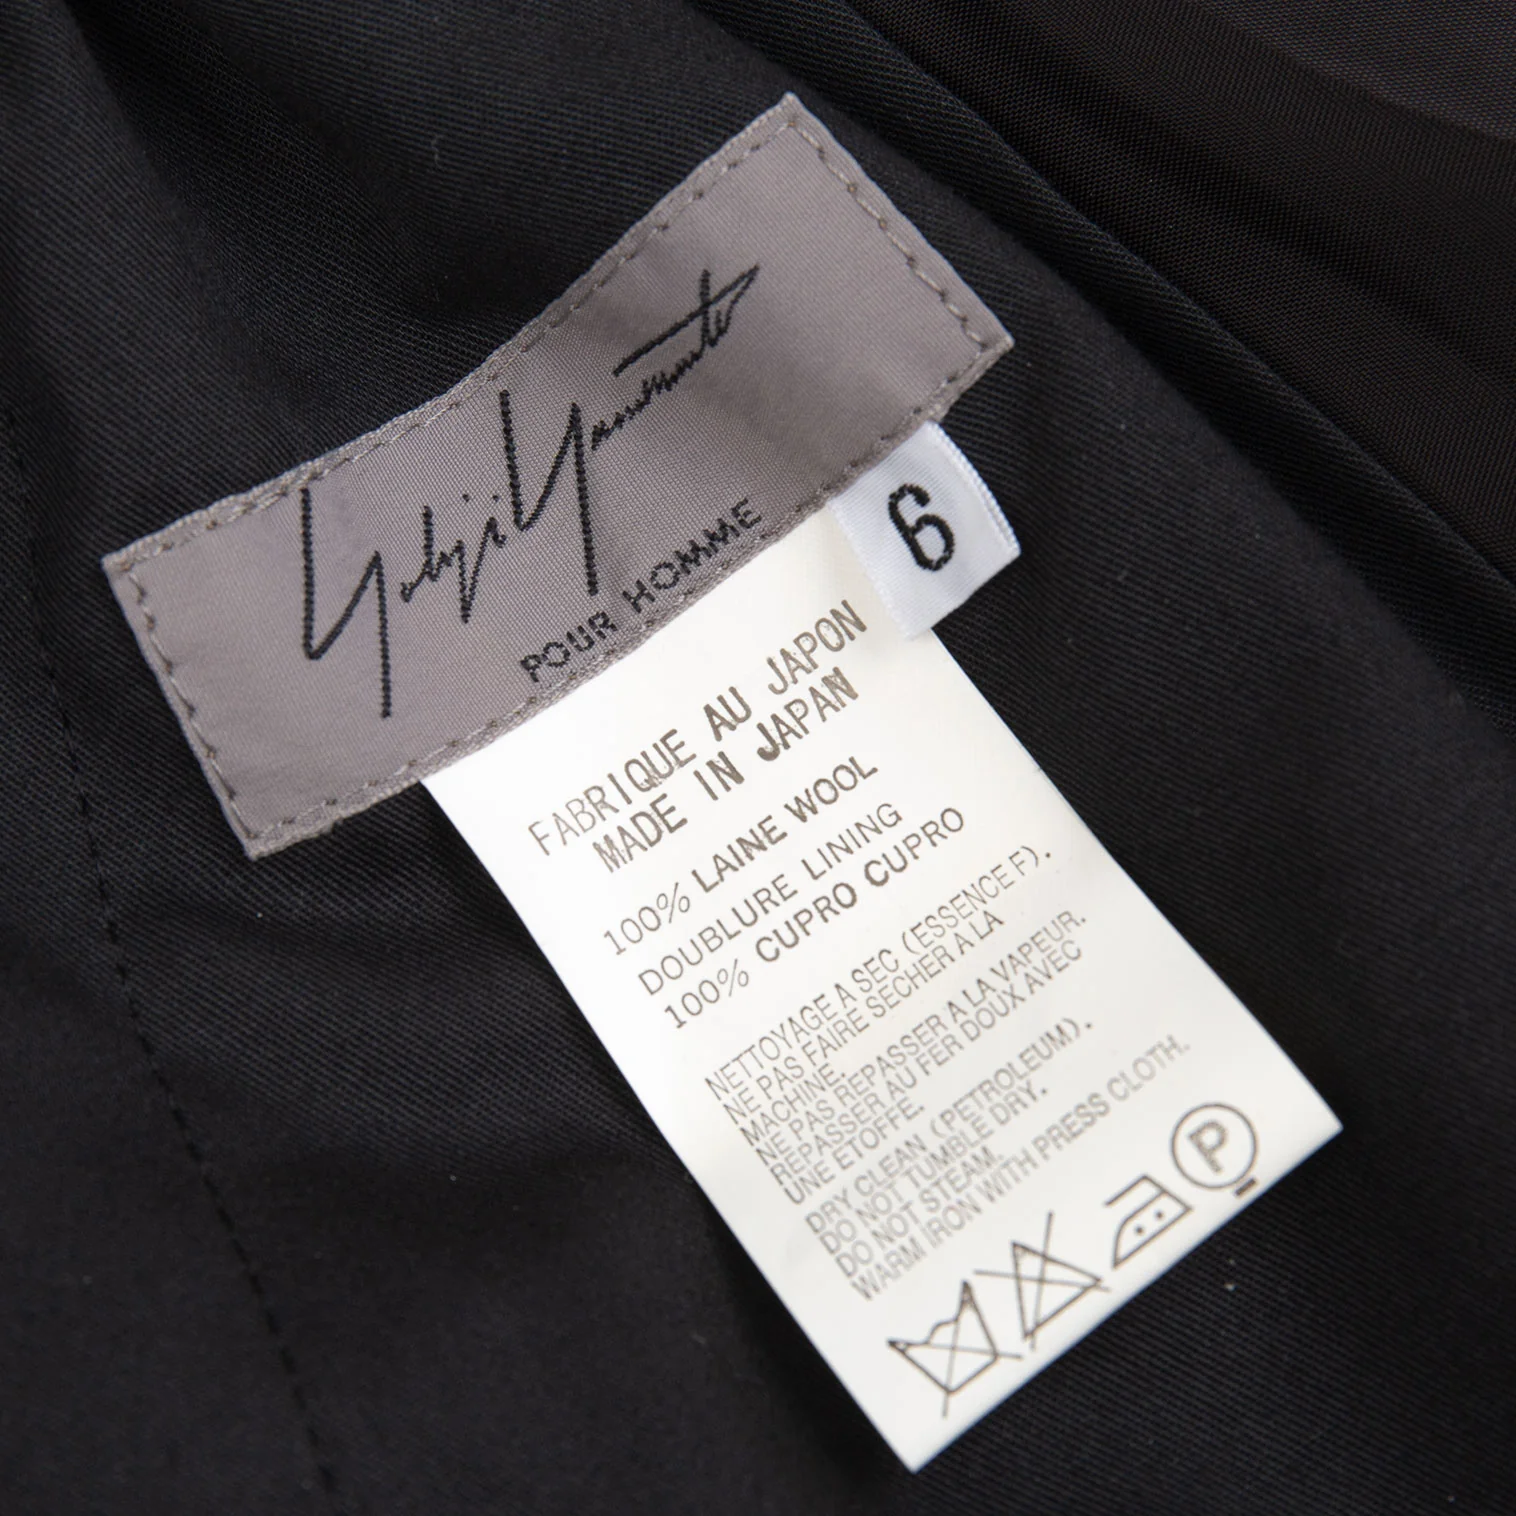 Yohji Yamamoto
POUR HOMME
6
FABRIQUE AU JAPON
MADE IN JAPAN
100% LAINE WOOL
DOUBLURE LINING
100% CUPRO CUPRO
NETTOYAGE A SEC (ESSENCE F).
NE PAS FAIRE SECHER A LA
MACHINE.
NE PAS REPASSER A LA VAPEUR.
REPASSER AU FER DOUX AVEC
UNE ETOFFE.
DRY CLEAN (PETROLEUM).
DO NOT TUMBLE DRY.
DO NOT STEAM.
WARM IRON WITH PRESS CLOTH.
P